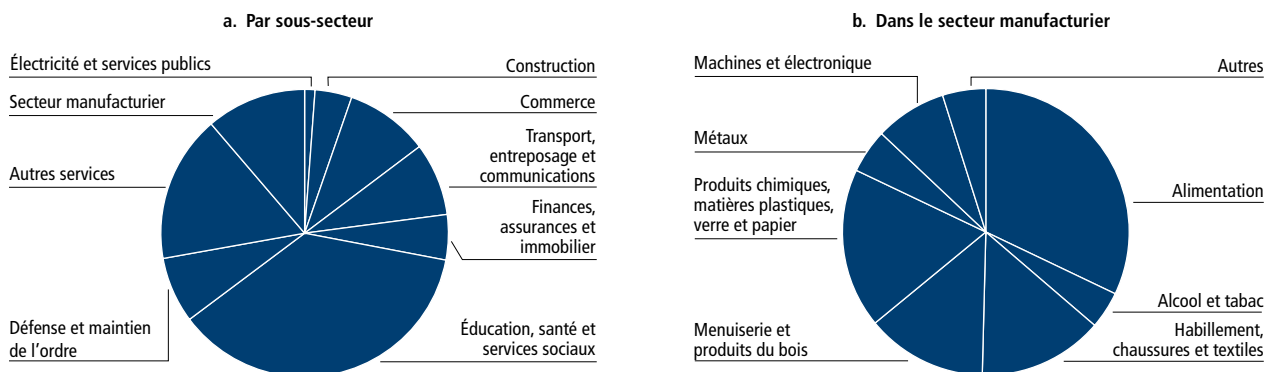 a. Par sous-secteur
Électricité et services publics
Secteur manufacturier
Autres services
Défense et maintien
de l'ordre
Construction
Commerce
Transport,
entreposage et
communications
Finances,
assurances et
immobilier
Éducation, santé et
services sociaux
b. Dans le secteur manufacturier
Machines et électronique
Métaux
Produits chimiques,
matières plastiques,
verre et papier
Menuiserie et
produits du bois
Autres
Alimentation
Alcool et tabac
Habillement,
chaussures et textiles